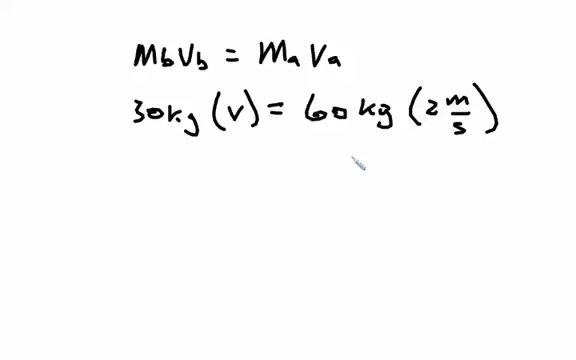 MbVb = MaVa
30kg (v) = 60kg (2 m/s)